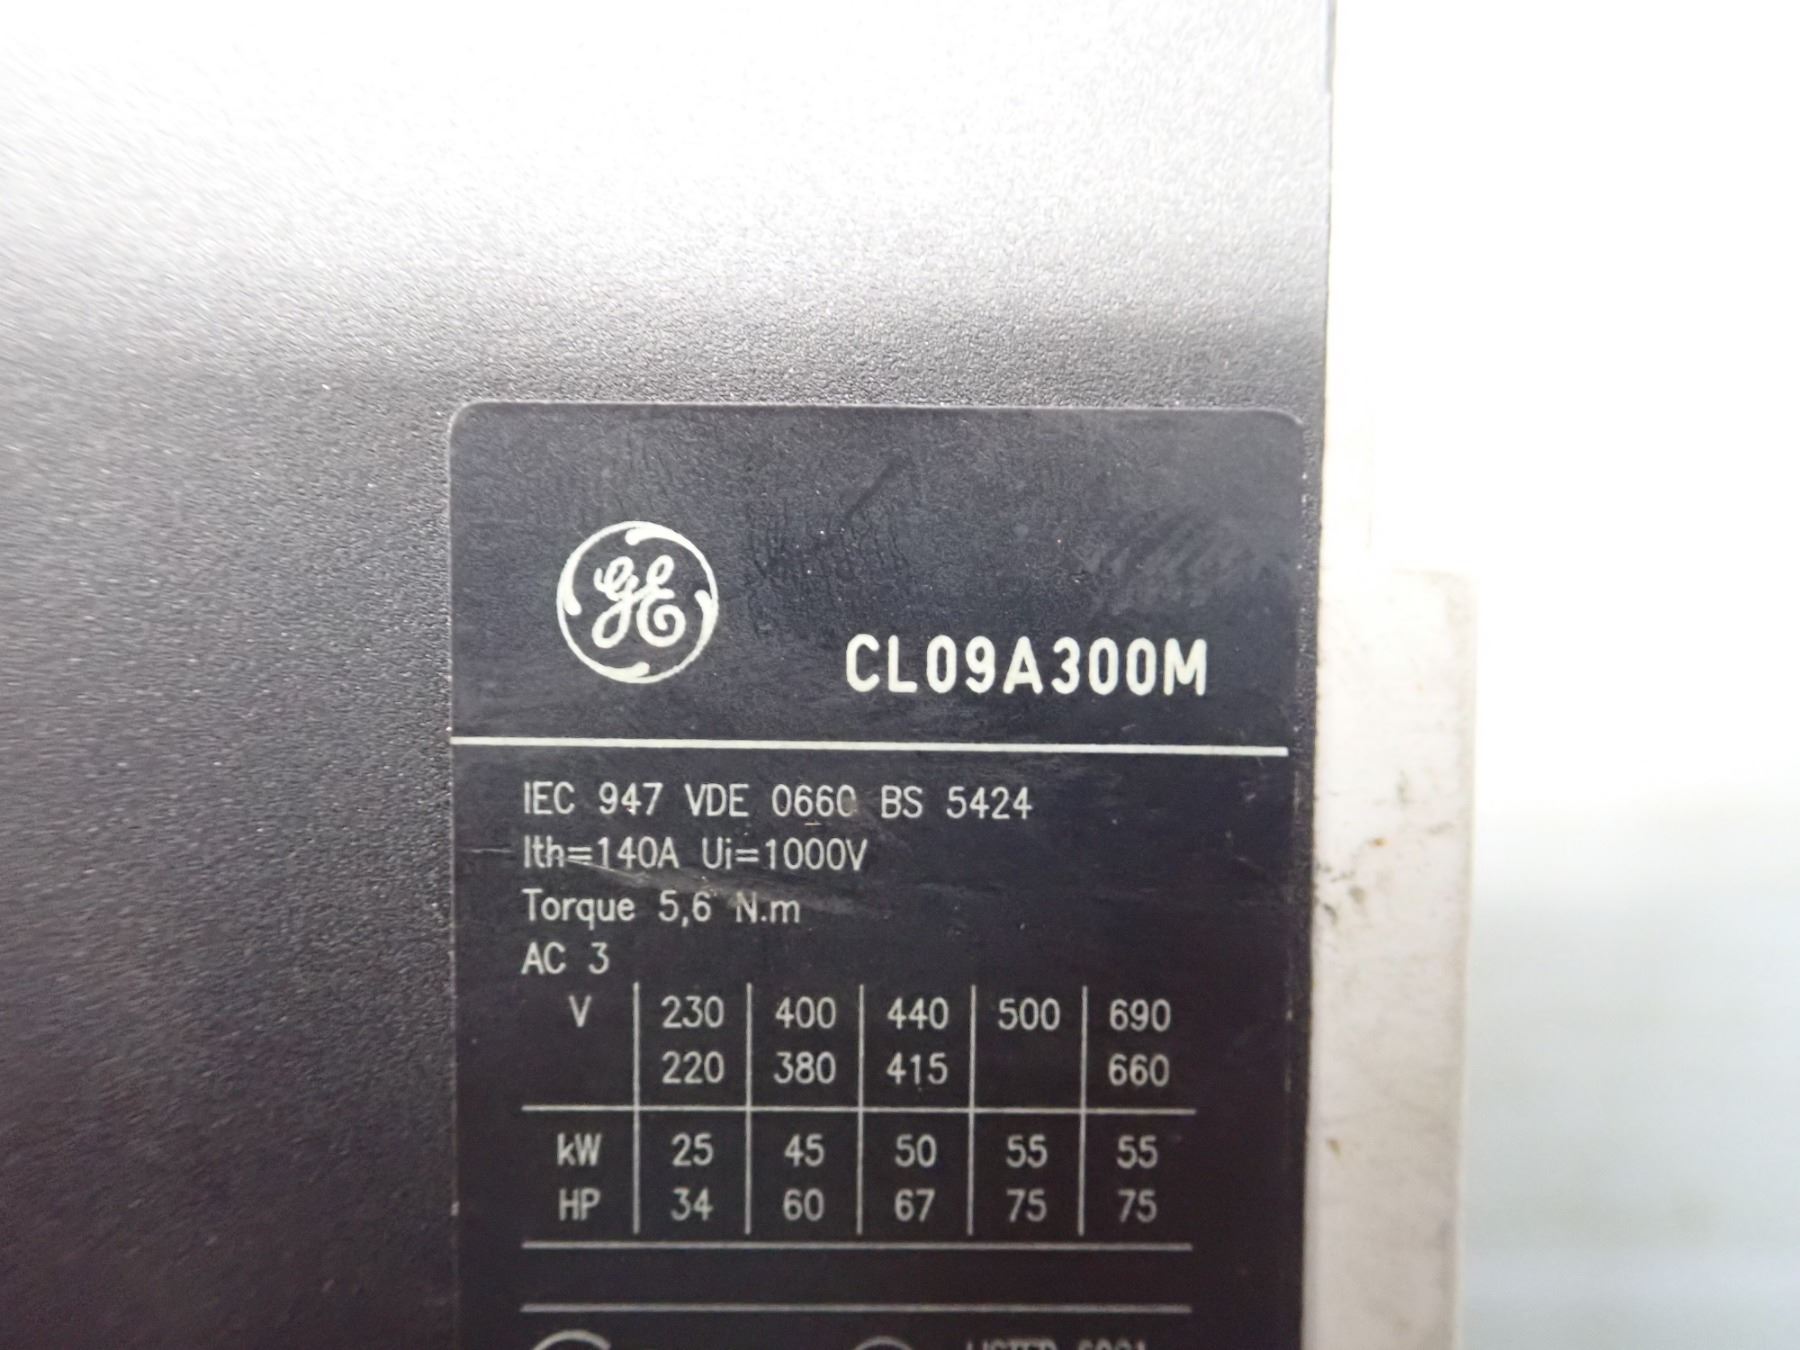 GE
CL09A300M
IEC 947 VDE 0660 BS 5424
Ith=140A Ui=1000V
Torque 5,6 N.m
AC 3
V 230 400 440 500 690
220 380 415 660
kW 25 45 50 55 55
HP 34 60 67 75 75
LISTED